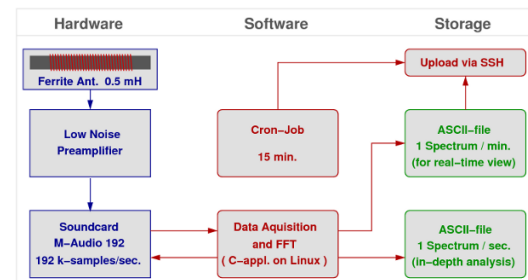 Hardware
Software
Storage
Ferrite Ant. 0.5 mH
Upload via SSH
Low Noise
Preamplifier
Cron-Job
15 min.
ASCII-file
1 Spectrum / min.
(for real-time view)
Soundcard
M-Audio 192
192 k-samples/sec.
Data Aquisition
and FFT
( C-appl. on Linux )
ASCII-file
1 Spectrum / sec.
(in-depth analysis)